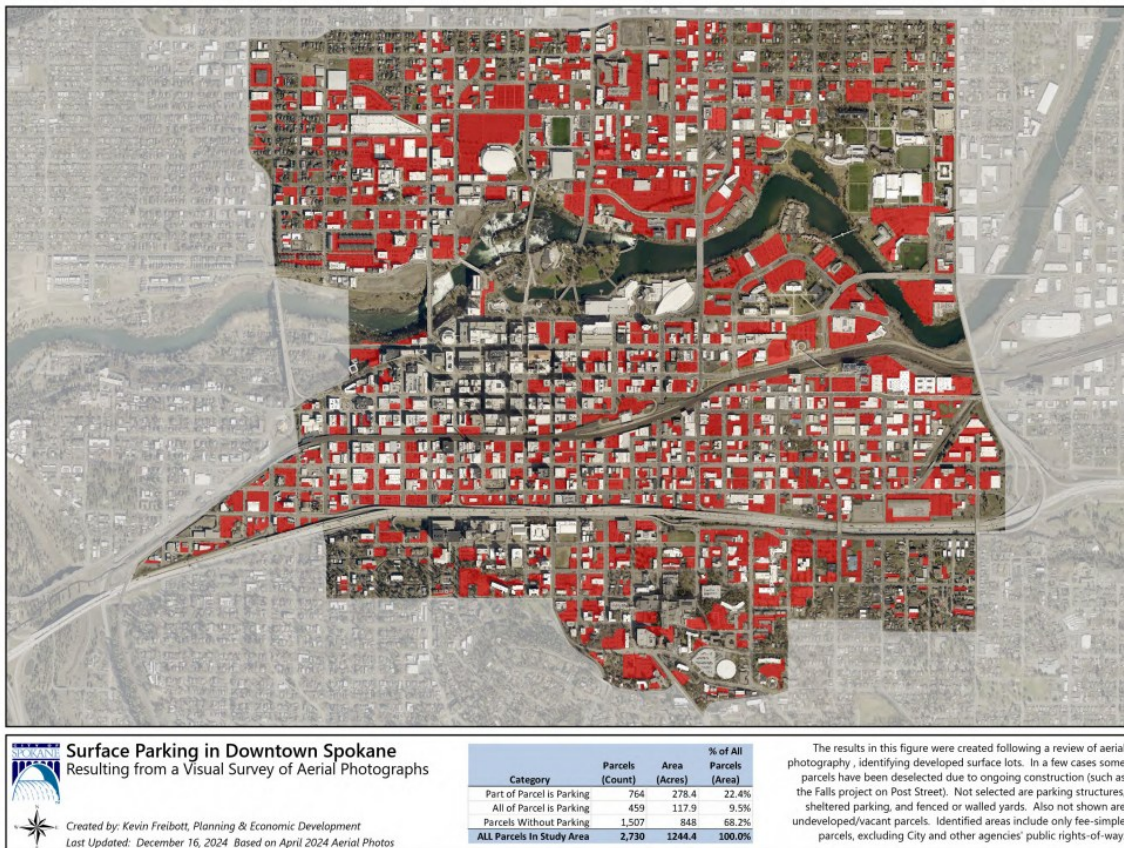 CITY OF
SPOKANE
Surface Parking in Downtown Spokane
Resulting from a Visual Survey of Aerial Photographs
N
Created by: Kevin Freibott, Planning & Economic Development
Last Updated: December 16, 2024 Based on April 2024 Aerial Photos
Category Parcels (Count) Area (Acres) % of All Parcels (Area)
Part of Parcel is Parking 764 278.4 22.4%
All of Parcel is Parking 459 117.9 9.5%
Parcels Without Parking 1,507 848 68.2%
ALL Parcels In Study Area 2,730 1244.4 100.0%
The results in this figure were created following a review of aerial
photography , identifying developed surface lots. In a few cases some
parcels have been deselected due to ongoing construction (such as
the Falls project on Post Street). Not selected are parking structures,
sheltered parking, and fenced or walled yards. Also not shown are
undeveloped/vacant parcels. Identified areas include only fee-simple
parcels, excluding City and other agencies' public rights-of-way